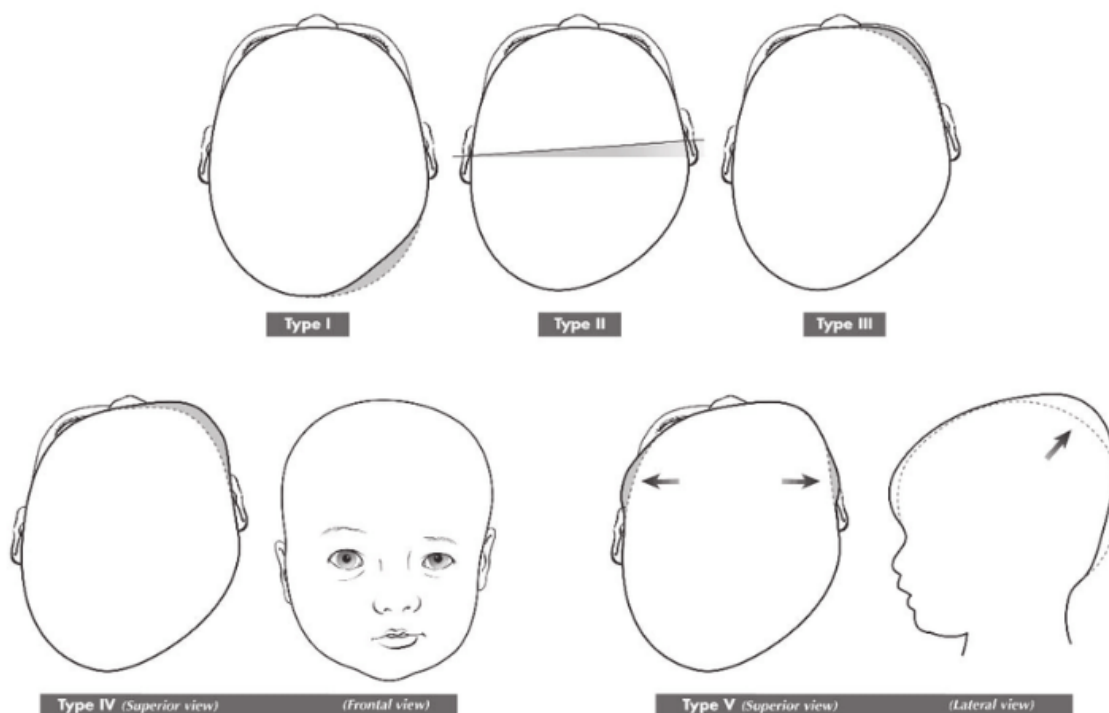 Type I
Type II
Type III
Type IV (Superior view) (Frontal view)
Type V (Superior view) (Lateral view)